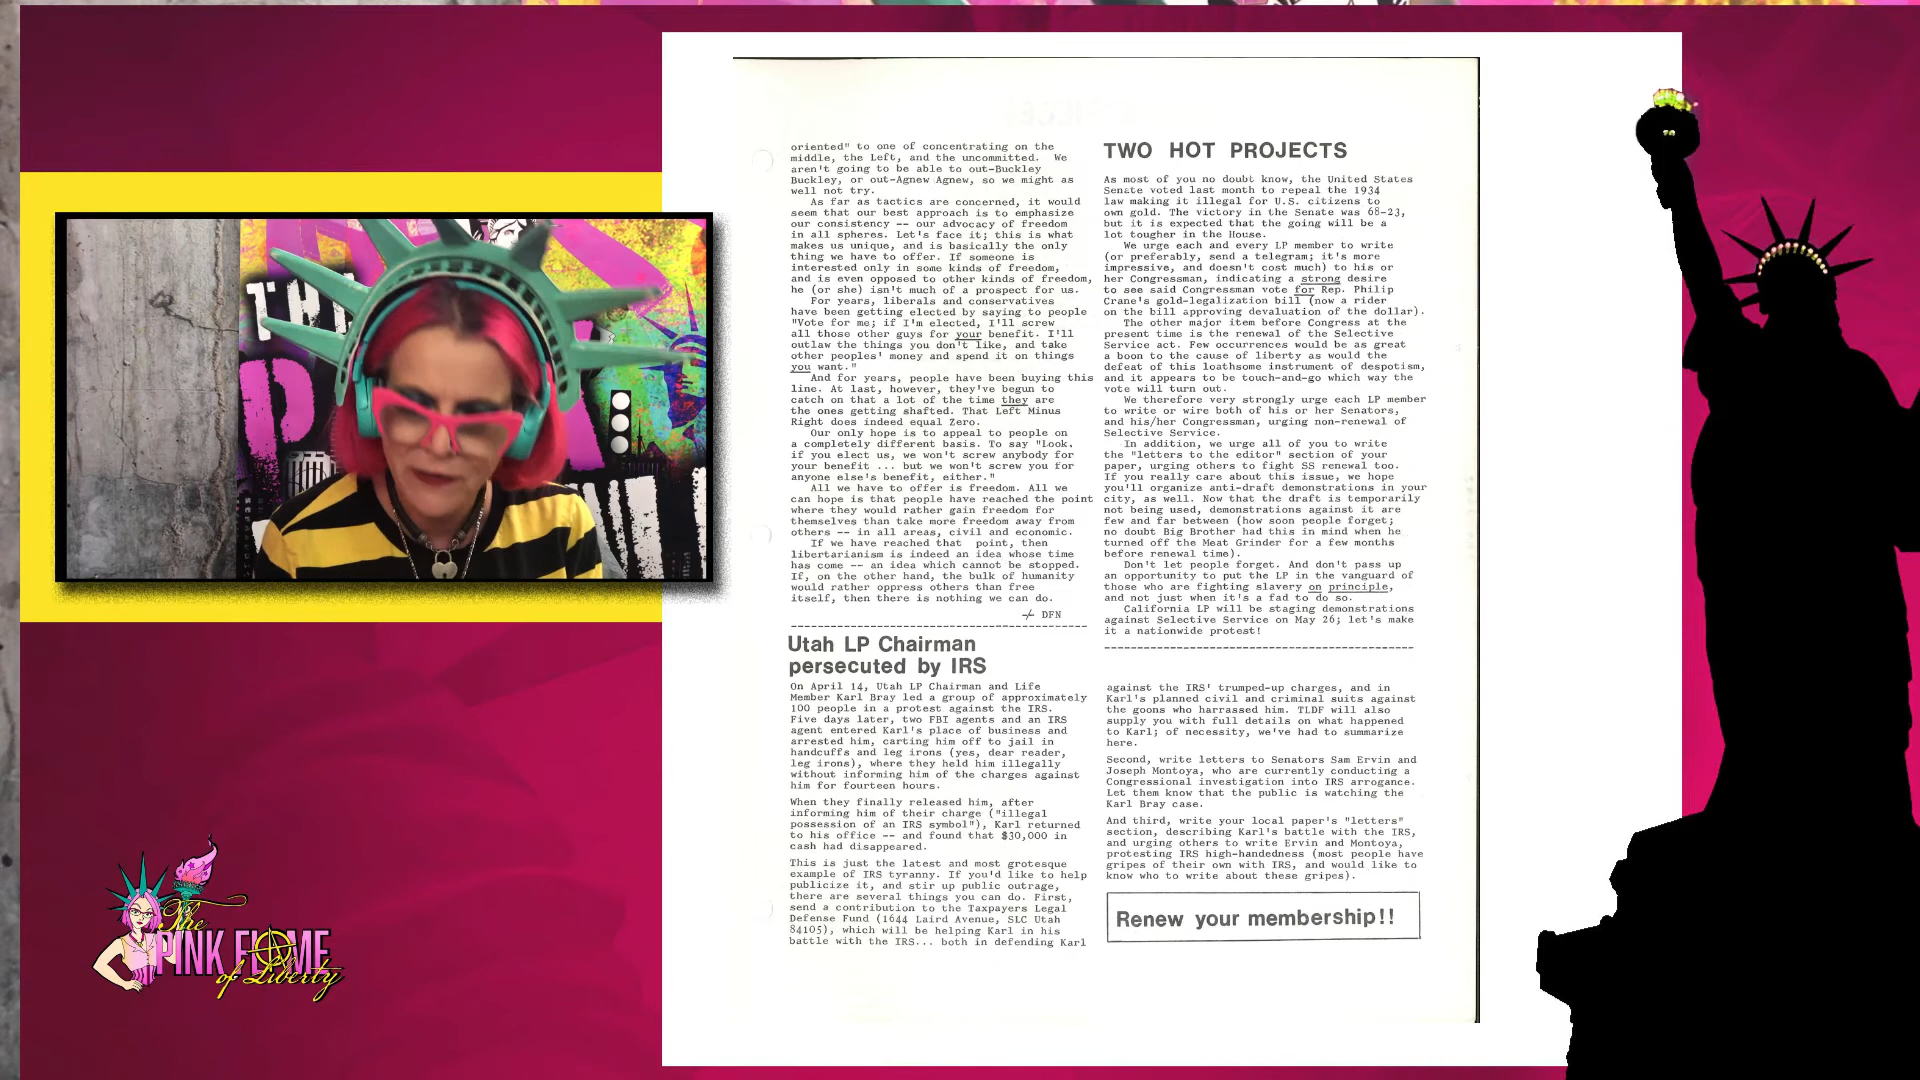 oriented" to one of concentrating on the
middle, the Left, and the uncommitted. We
aren't going to be able to out-Buckley
Buckley, or out-Agnew Agnew, so we might as
well not try.
As far as tactics are concerned, it would
seem that our best approach is to emphasize
our consistency -- our advocacy of freedom
in all spheres. Let's face it; this is what
makes us unique, and is basically the only
thing we have to offer. If someone is
interested only in some kinds of freedom,
and is even opposed to other kinds of freedom,
he (or she) isn't much of a prospect for us.
For years, liberals and conservatives
have been getting elected by saying to people
"Vote for me; if I'm elected, I'll screw
all those other guys for your benefit. I'll
outlaw the things you don't like, and take
other peoples' money and spend it on things
you want."
And for years, people have been buying this
line. At last, however, they've begun to
catch on that a lot of the time they are
the ones getting shafted. That Left Minus
Right does indeed equal Zero.
Our only hope is to appeal to people on
a completely different basis. To say "Look,
if you elect us, we won't screw anybody for
your benefit ... but we won't screw you for
anyone else's benefit, either."
All we have to offer is freedom. All we
can hope is that people have reached the point
where they would rather gain freedom for
themselves than take more freedom away from
others -- in all areas, civil and economic.
If we have reached that point, then
libertarianism is indeed an idea whose time
has come -- an idea which cannot be stopped.
If, on the other hand, the bulk of humanity
would rather oppress others than free
itself, then there is nothing we can do.
DFN
Utah LP Chairman
persecuted by IRS
On April 14, Utah LP Chairman and Life
Member Karl Bray led a group of approximately
100 people in a protest against the IRS.
Five days later, two FBI agents and an IRS
agent entered Karl's place of business and
arrested him, carting him off to jail in
handcuffs and leg irons (yes, dear reader,
leg irons), where they held him illegally
without informing him of the charges against
him for fourteen hours.
When they finally released him, after
informing him of their charge ("illegal
possession of an IRS symbol"), Karl returned
to his office -- and found that $30,000 in
cash had disappeared.
This is just the latest and most grotesque
example of IRS tyranny. If you'd like to help
publicize it, and stir up public outrage,
there are several things you can do. First,
send a contribution to the Taxpayers Legal
Defense Fund (1644 Laird Avenue, SLC Utah
84105), which will be helping Karl in his
battle with the IRS... both in defending Karl
TWO HOT PROJECTS
As most of you no doubt know, the United States
Senate voted last month to repeal the 1934
law making it illegal for U.S. citizens to
own gold. The victory in the Senate was 68-23,
but it is expected that the going will be a
lot tougher in the House.
We urge each and every LP member to write
(or preferably, send a telegram; it's more
impressive, and doesn't cost much) to his or
her Congressman, indicating a strong desire
to see said Congressman vote for Rep. Philip
Crane's gold-legalization bill (now a rider
on the bill approving devaluation of the dollar).
The other major item before Congress at the
present time is the renewal of the Selective
Service act. Few occurrences would be as great
a boon to the cause of liberty as would the
defeat of this loathsome instrument of despotism,
and it appears to be touch-and-go which way the
vote will turn out.
We therefore very strongly urge each LP member
to write or wire both of his or her Senators,
and his/her Congressman, urging non-renewal of
Selective Service.
In addition, we urge all of you to write
the "letters to the editor" section of your
paper, urging others to fight SS renewal too.
If you really care about this issue, we hope
you'll organize anti-draft demonstrations in your
city, as well. Now that the draft is temporarily
not being used, demonstrations against it are
few and far between (how soon people forget;
no doubt Big Brother had this in mind when he
turned off the Meat Grinder for a few months
before renewal time).
Don't let people forget. And don't pass up
an opportunity to put the LP in the vanguard of
those who are fighting slavery on principle,
and not just when it's a fad to do so.
California LP will be staging demonstrations
against Selective Service on May 26; let's make
it a nationwide protest!
against the IRS' trumped-up charges, and in
Karl's planned civil and criminal suits against
the goons who harrassed him. TLDF will also
supply you with full details on what happened
to Karl; of necessity, we've had to summarize
here.
Second, write letters to Senators Sam Ervin and
Joseph Montoya, who are currently conducting a
Congressional investigation into IRS arrogance.
Let them know that the public is watching the
Karl Bray case.
And third, write your local paper's "letters"
section, describing Karl's battle with the IRS,
and urging others to write Ervin and Montoya,
protesting IRS high-handedness (most people have
gripes of their own with IRS, and would like to
know who to write about these gripes).
Renew your membership!!
The
PINK FLAME
of Liberty